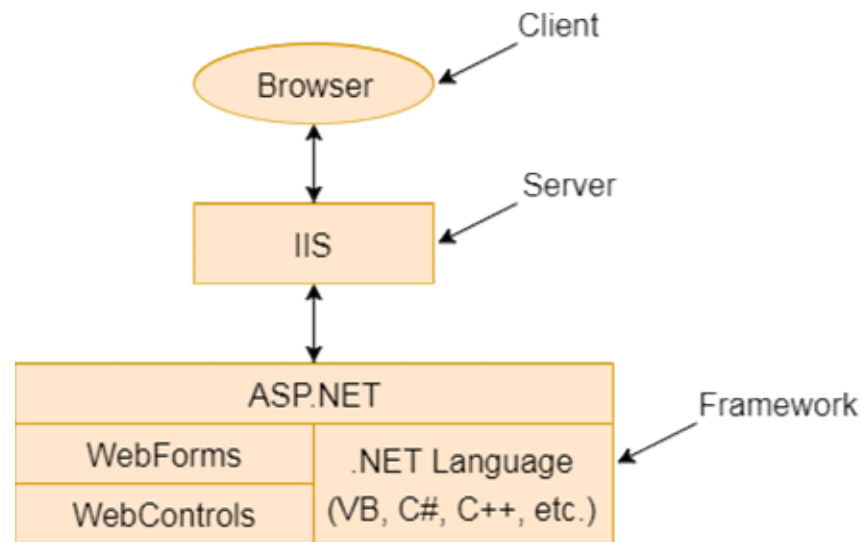 Client
Browser
Server
IIS
ASP.NET
Framework
WebForms
.NET Language
(VB, C#, C++, etc.)
WebControls